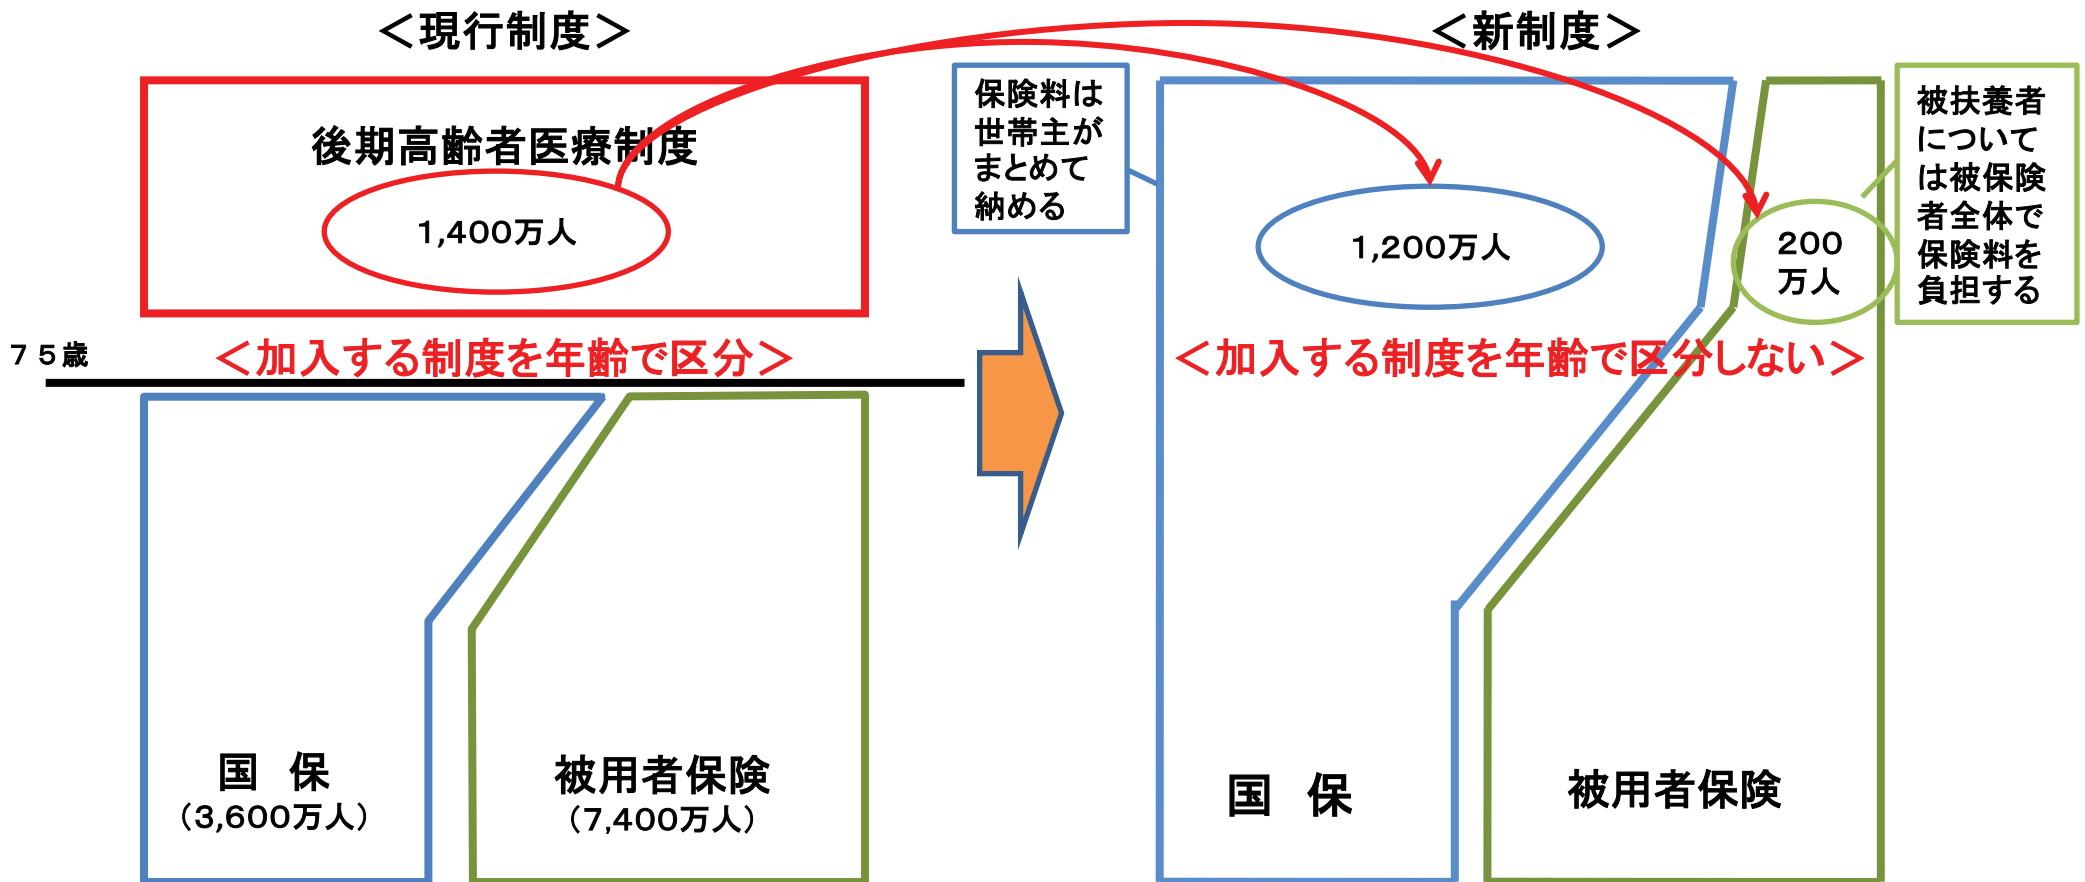 ＜現行制度＞
後期高齢者医療制度
1,400万人
７５歳
＜加入する制度を年齢で区分＞
国　保
（3,600万人）
被用者保険
（7,400万人）
＜新制度＞
保険料は
世帯主が
まとめて
納める
1,200万人
200
万人
被扶養者
について
は被保険
者全体で
保険料を
負担する
＜加入する制度を年齢で区分しない＞
国　保
被用者保険